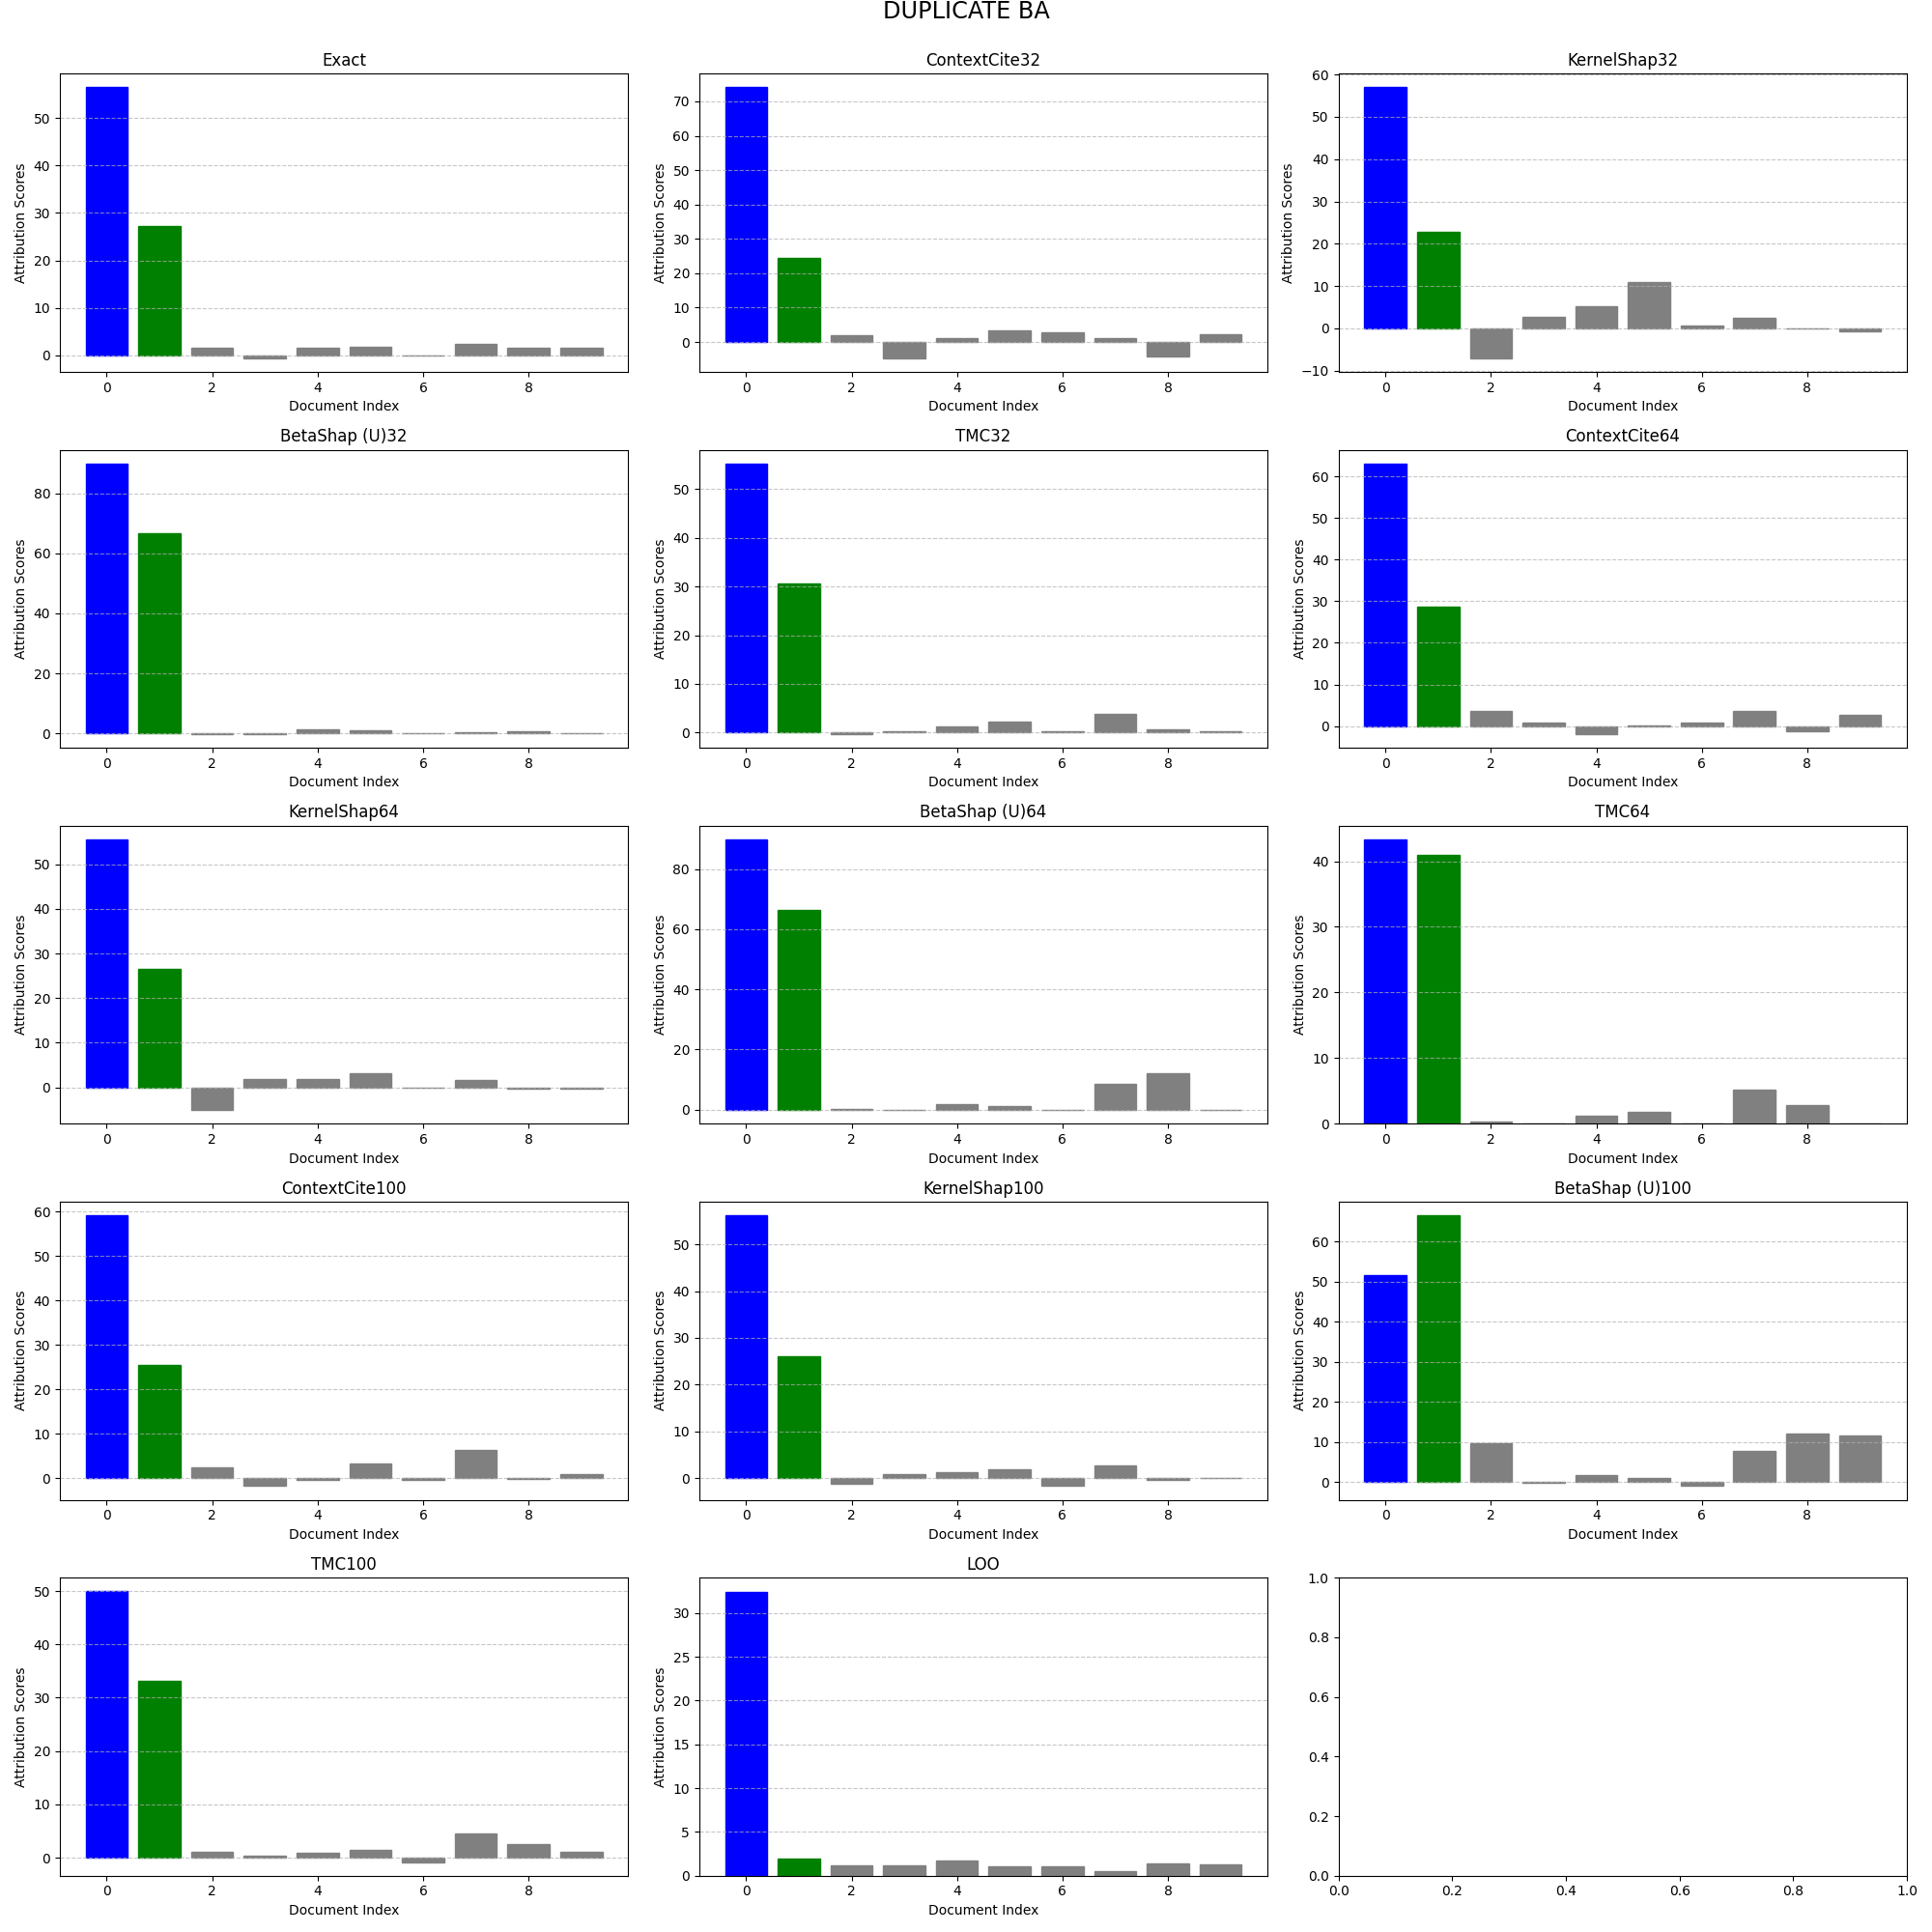 DUPLICATE BA
Exact
ContextCite32
KernelShap32
Attribution Scores
50
40
30
20
10
0
0 2 4 6 8
Document Index
Attribution Scores
70
60
50
40
30
20
10
0
0 2 4 6 8
Document Index
Attribution Scores
60
50
40
30
20
10
0
−10
0 2 4 6 8
Document Index
BetaShap (U)32
TMC32
ContextCite64
Attribution Scores
80
60
40
20
0
0 2 4 6 8
Document Index
Attribution Scores
50
40
30
20
10
0
0 2 4 6 8
Document Index
Attribution Scores
60
50
40
30
20
10
0
0 2 4 6 8
Document Index
KernelShap64
BetaShap (U)64
TMC64
Attribution Scores
50
40
30
20
10
0
0 2 4 6 8
Document Index
Attribution Scores
80
60
40
20
0
0 2 4 6 8
Document Index
Attribution Scores
40
30
20
10
0
0 2 4 6 8
Document Index
ContextCite100
KernelShap100
BetaShap (U)100
Attribution Scores
60
50
40
30
20
10
0
0 2 4 6 8
Document Index
Attribution Scores
50
40
30
20
10
0
0 2 4 6 8
Document Index
Attribution Scores
60
50
40
30
20
10
0
0 2 4 6 8
Document Index
TMC100
LOO
Attribution Scores
50
40
30
20
10
0
0 2 4 6 8
Document Index
Attribution Scores
30
25
20
15
10
5
0
0 2 4 6 8
Document Index
1.0
0.8
0.6
0.4
0.2
0.0
0.0 0.2 0.4 0.6 0.8 1.0